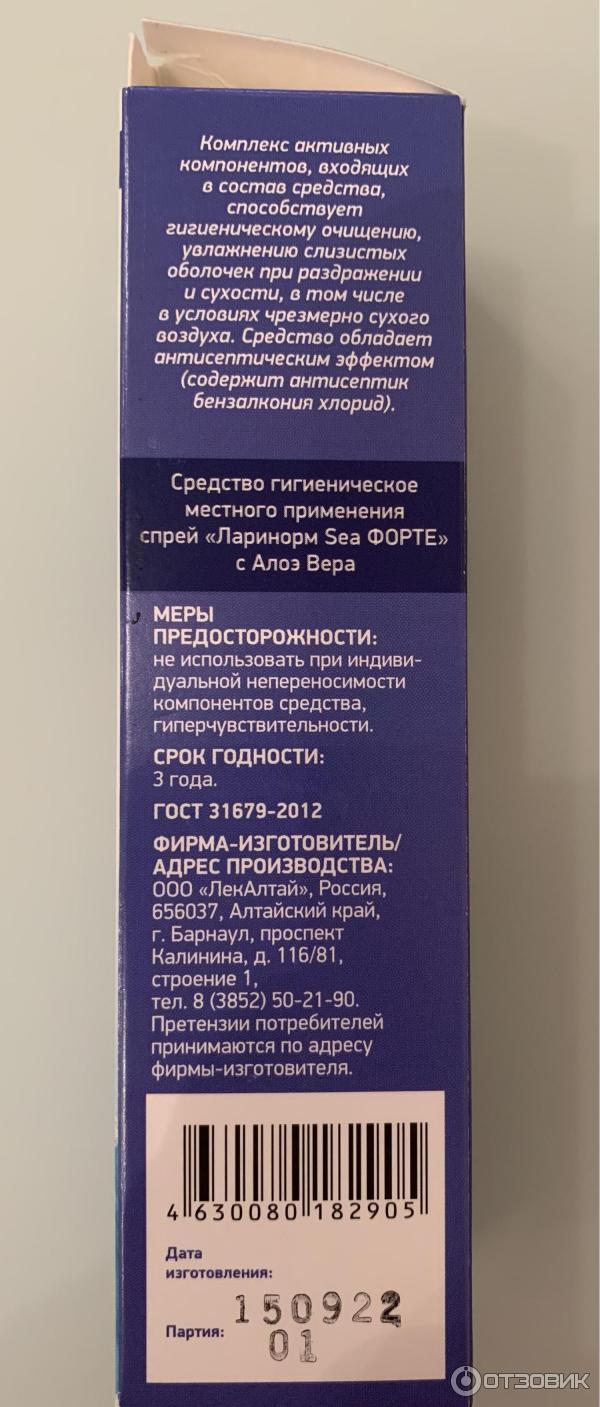 Комплекс активных
компонентов, входящих
в состав средства,
способствует
гигиеническому очищению,
увлажнению слизистых
оболочек при раздражении
и сухости, в том числе
в условиях чрезмерно сухого
воздуха. Средство обладает
антисептическим эффектом
(содержит антисептик
бензалкония хлорид).
Средство гигиеническое
местного применения
спрей «Ларинорм Sea ФОРТЕ»
с Алоэ Вера
МЕРЫ
ПРЕДОСТОРОЖНОСТИ:
не использовать при индиви-
дуальной непереносимости
компонентов средства,
гиперчувствительности.
СРОК ГОДНОСТИ:
3 года.
ГОСТ 31679-2012
ФИРМА-ИЗГОТОВИТЕЛЬ/
АДРЕС ПРОИЗВОДСТВА:
ООО «ЛекАлтай», Россия,
656037, Алтайский край,
г. Барнаул, проспект
Калинина, д. 116/81,
строение 1,
тел. 8 (3852) 50-21-90.
Претензии потребителей
принимаются по адресу
фирмы-изготовителя.
4 630080 182905
Дата
изготовления:
150922
Партия: 01
ОТЗОВИК